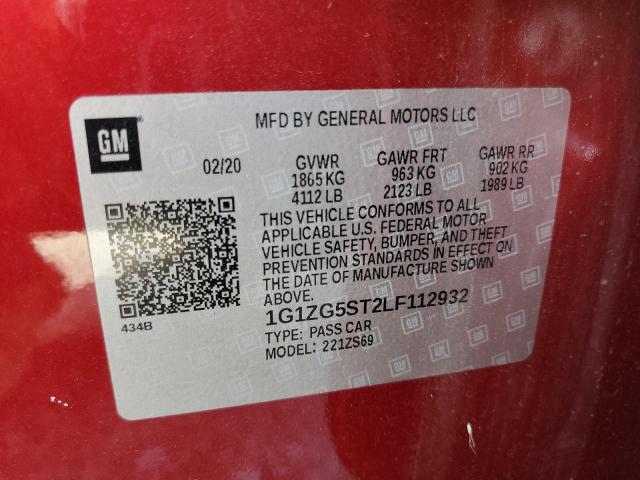 GM
MFD BY GENERAL MOTORS LLC
02/20 GVWR GAWR FRT GAWR RR
1865 KG 963 KG 902 KG
4112 LB 2123 LB 1989 LB
THIS VEHICLE CONFORMS TO ALL
APPLICABLE U.S. FEDERAL MOTOR
VEHICLE SAFETY, BUMPER, AND THEFT
PREVENTION STANDARDS IN EFFECT ON
THE DATE OF MANUFACTURE SHOWN
ABOVE.
1G1ZG5ST2LF112932
434B
TYPE: PASS CAR
MODEL: 221ZS69